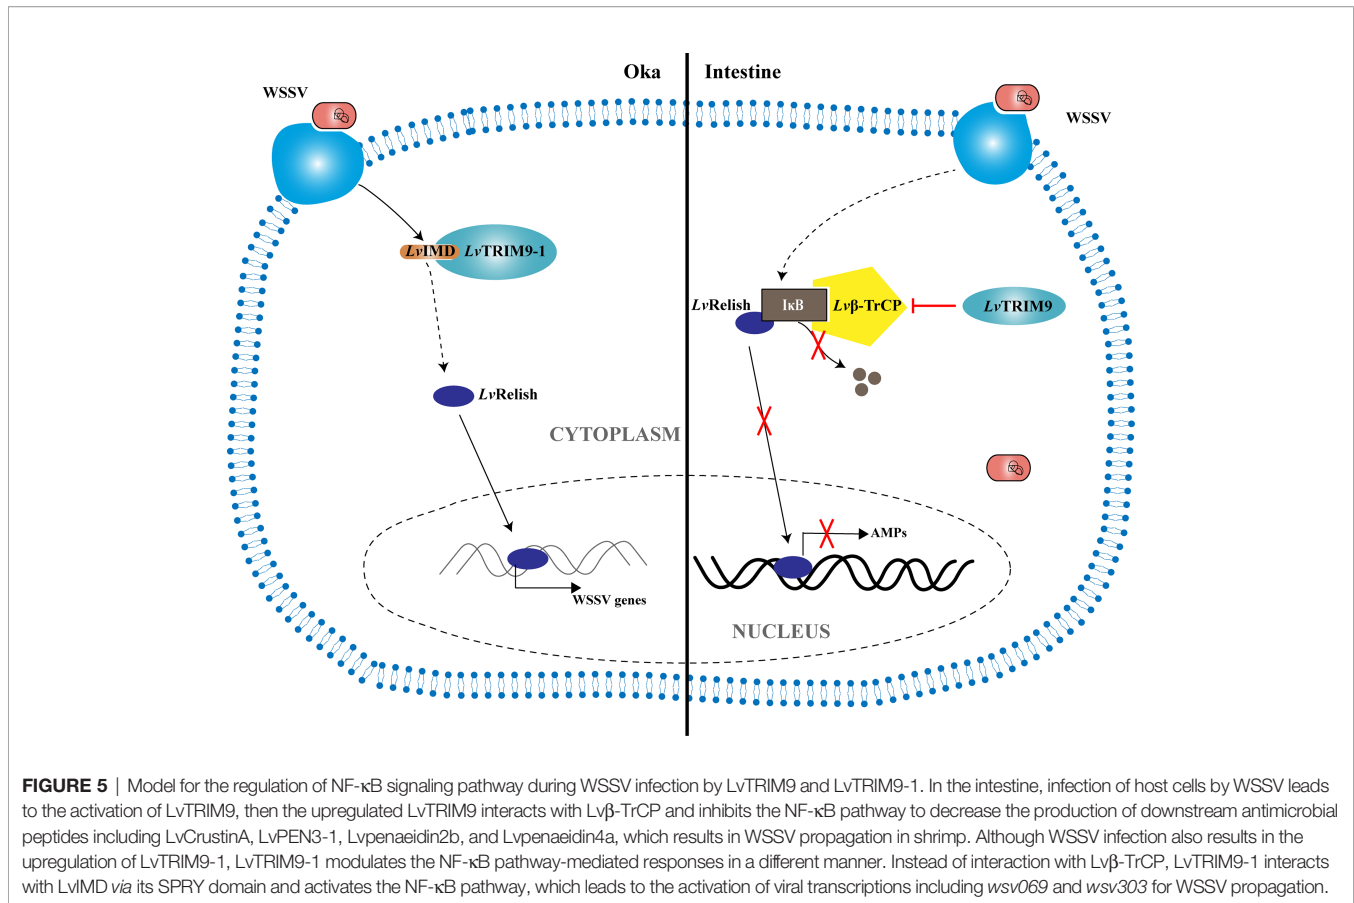 Oka
Intestine
WSSV
WSSV
LvIMD
LvTRIM9-1
LvRelish
IκB
Lvβ-TrCP
LvTRIM9
LvRelish
CYTOPLASM
AMPs
WSSV genes
NUCLEUS
FIGURE 5 | Model for the regulation of NF-κB signaling pathway during WSSV infection by LvTRIM9 and LvTRIM9-1. In the intestine, infection of host cells by WSSV leads
to the activation of LvTRIM9, then the upregulated LvTRIM9 interacts with Lvβ-TrCP and inhibits the NF-κB pathway to decrease the production of downstream antimicrobial
peptides including LvCrustinA, LvPEN3-1, Lvpenaeidin2b, and Lvpenaeidin4a, which results in WSSV propagation in shrimp. Although WSSV infection also results in the
upregulation of LvTRIM9-1, LvTRIM9-1 modulates the NF-κB pathway-mediated responses in a different manner. Instead of interaction with Lvβ-TrCP, LvTRIM9-1 interacts
with LvIMD via its SPRY domain and activates the NF-κB pathway, which leads to the activation of viral transcriptions including wsv069 and wsv303 for WSSV propagation.